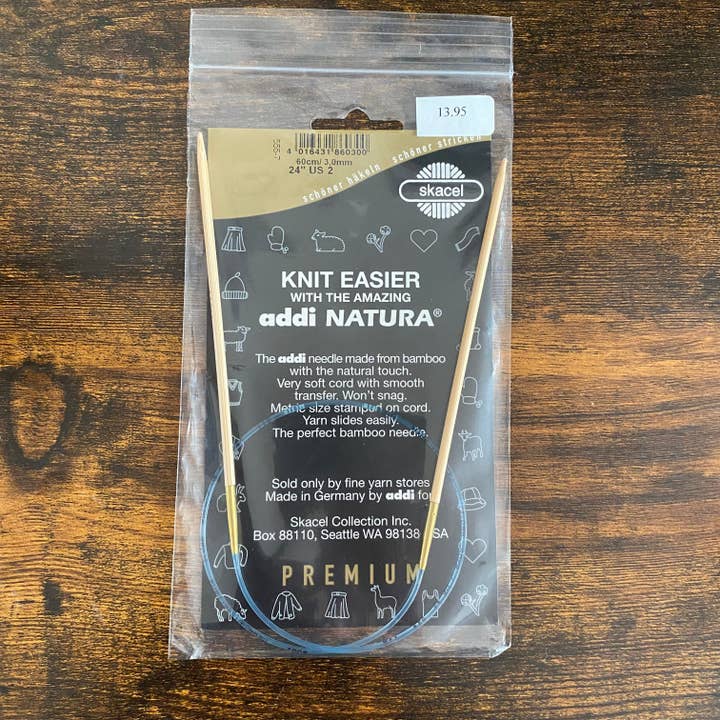 13.95
555-7
4 016431 860300
60cm/ 3,0mm
24" US 2
schöner häkeln schöner stricken
skacel
KNIT EASIER
WITH THE AMAZING
addi NATURA®
The addi needle made from bamboo
with the natural touch.
Very soft cord with smooth
transfer. Won't snag.
Metric size stamped on cord.
Yarn slides easily.
The perfect bamboo needle.
Sold only by fine yarn stores
Made in Germany by addi for
Skacel Collection Inc.
Box 88110, Seattle WA 98138 USA
PREMIUM